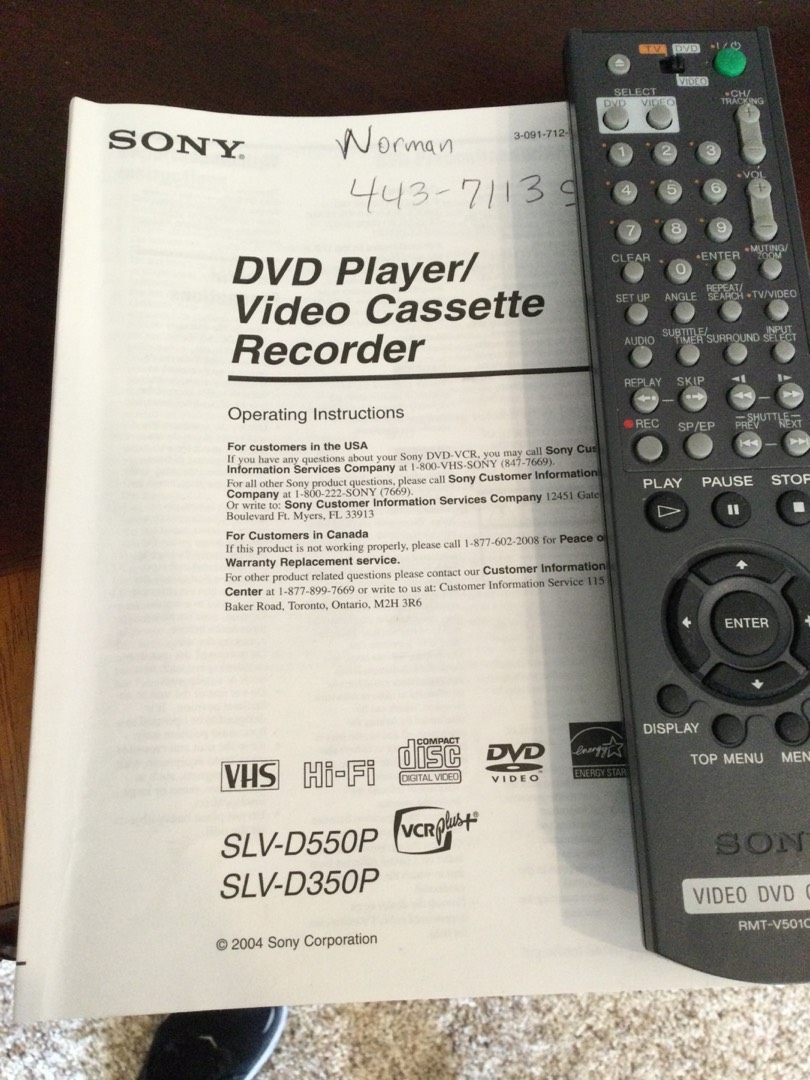 SONY®
Norman
3-091-712-
443-7113
DVD Player/
Video Cassette
Recorder
Operating Instructions
For customers in the USA
If you have any questions about your Sony DVD-VCR, you may call Sony Cus
Information Services Company at 1-800-VHS-SONY (847-7669).
For all other Sony product questions, please call Sony Customer Information
Company at 1-800-222-SONY (7669).
Or write to: Sony Customer Information Services Company 12451 Gate
Boulevard Ft. Myers, FL 33913
For Customers in Canada
If this product is not working properly, please call 1-877-602-2008 for Peace o
Warranty Replacement service.
For other product related questions please contact our Customer Information
Center at 1-877-899-7669 or write to us at: Customer Information Service 115
Baker Road, Toronto, Ontario, M2H 3R6
VHS Hi-Fi COMPACT disc DIGITAL VIDEO DVD VIDEO energy ENERGY STAR
SLV-D550P VCR plus+®
SLV-D350P
© 2004 Sony Corporation
TV DVD I/⏻
VIDEO
SELECT
DVD VIDEO
CH/
TRACKING
+
-
1 2 3
VOL
+
-
4 5 6
7 8 9
CLEAR 0 ENTER MUTING/
ZOOM
SET UP ANGLE REPEAT/
SEARCH TV/VIDEO
AUDIO SUBTITLE/
TIMER SURROUND INPUT
SELECT
REPLAY SKIP
SHUTTLE
REC SP/EP PREV NEXT
PLAY PAUSE STOP
ENTER
DISPLAY
TOP MENU MEN
SON
VIDEO DVD
RMT-V501